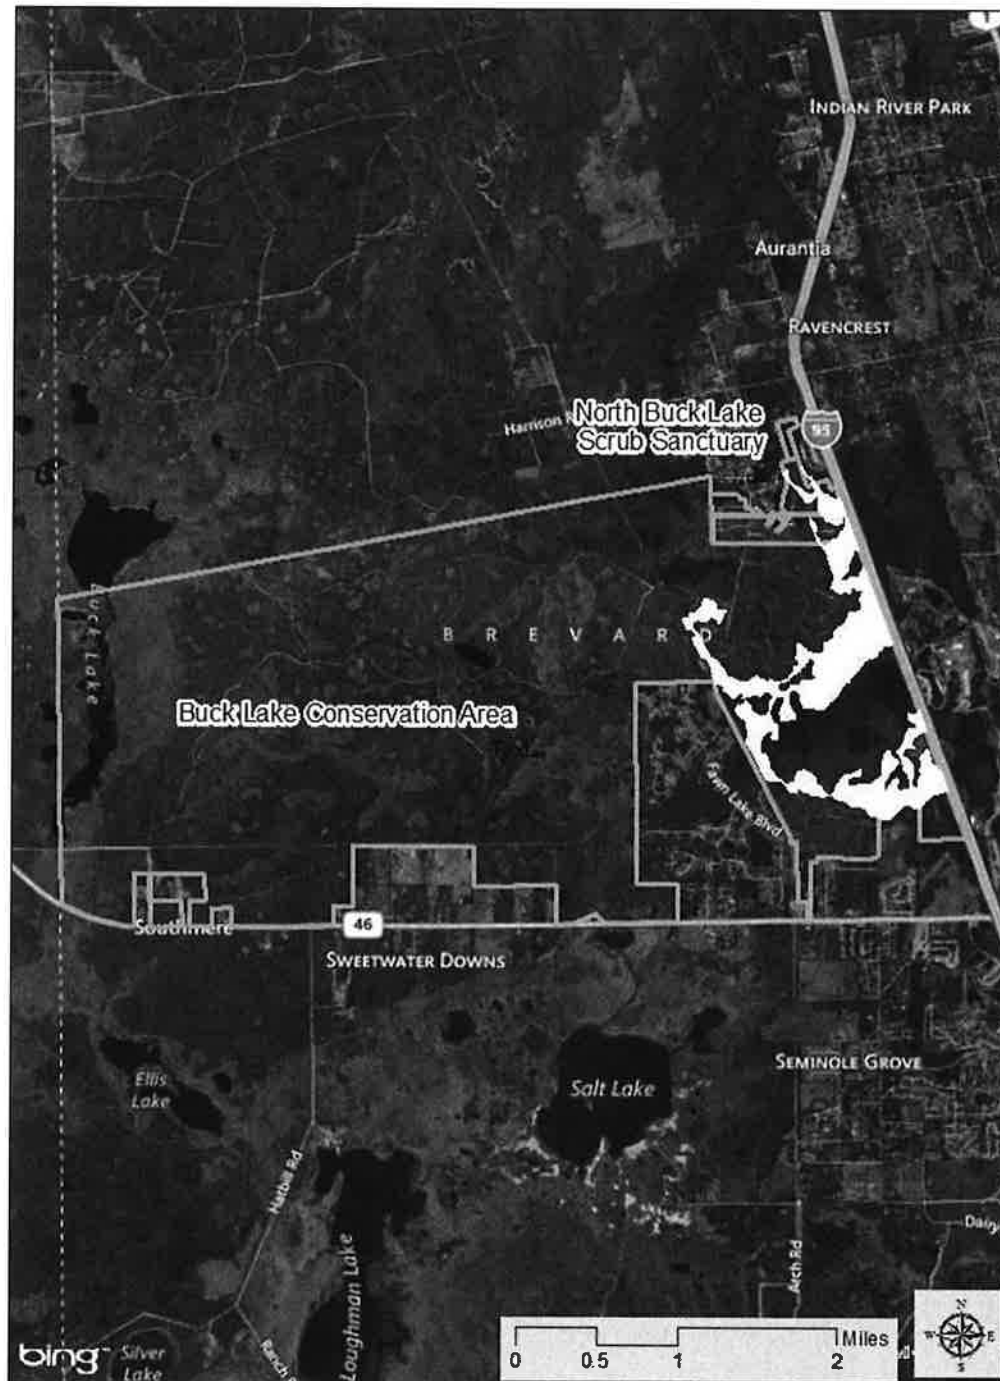 INDIAN RIVER PARK
Aurantia
RAVENCREST
Harrison
North Buck Lake
Scrub Sanctuary
95
Buck Lake
BREVARD
Buck Lake Conservation Area
Fawn Lake Blvd
Southmere
46
SWEETWATER DOWNS
Ellis
Lake
Salt Lake
SEMINOLE GROVE
Hatbill Rd
Loughman Lake
Arch Rd
Dairy
Ranch
bing
Silver
Lake
0 0.5 1 2 Miles
N
W E
S